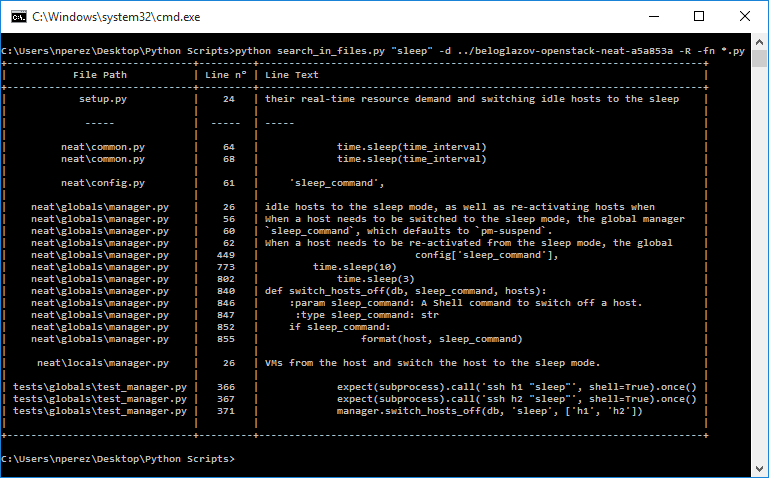 C:\Windows\system32\cmd.exe
C:\Users\nperez\Desktop\Python Scripts>python search_in_files.py "sleep" -d ../beloglazov-openstack-neat-a5a853a -R -fn *.py
File Path | Line nº | Line Text
setup.py | 24 | their real-time resource demand and switching idle hosts to the sleep
----- | ----- | -----
neat\common.py | 64 | time.sleep(time_interval)
neat\common.py | 68 | time.sleep(time_interval)
neat\config.py | 61 | 'sleep_command',
neat\globals\manager.py | 26 | idle hosts to the sleep mode, as well as re-activating hosts when
neat\globals\manager.py | 56 | When a host needs to be switched to the sleep mode, the global manager
neat\globals\manager.py | 60 | `sleep_command`, which defaults to `pm-suspend`.
neat\globals\manager.py | 62 | When a host needs to be re-activated from the sleep mode, the global
neat\globals\manager.py | 449 | config['sleep_command'],
neat\globals\manager.py | 773 | time.sleep(10)
neat\globals\manager.py | 802 | time.sleep(3)
neat\globals\manager.py | 840 | def switch_hosts_off(db, sleep_command, hosts):
neat\globals\manager.py | 846 | :param sleep_command: A Shell command to switch off a host.
neat\globals\manager.py | 847 | :type sleep_command: str
neat\globals\manager.py | 852 | if sleep_command:
neat\globals\manager.py | 855 | format(host, sleep_command)
neat\locals\manager.py | 26 | VMs from the host and switch the host to the sleep mode.
tests\globals\test_manager.py | 366 | expect(subprocess).call('ssh h1 "sleep"', shell=True).once()
tests\globals\test_manager.py | 367 | expect(subprocess).call('ssh h2 "sleep"', shell=True).once()
tests\globals\test_manager.py | 371 | manager.switch_hosts_off(db, 'sleep', ['h1', 'h2'])
C:\Users\nperez\Desktop\Python Scripts>